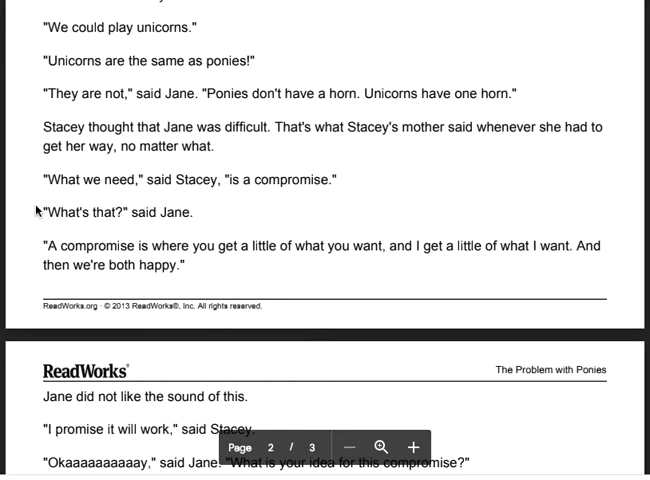 "We could play unicorns."
"Unicorns are the same as ponies!"
"They are not," said Jane. "Ponies don't have a horn. Unicorns have one horn."
Stacey thought that Jane was difficult. That's what Stacey's mother said whenever she had to
get her way, no matter what.
"What we need," said Stacey, "is a compromise."
"What's that?" said Jane.
"A compromise is where you get a little of what you want, and I get a little of what I want. And
then we're both happy."
ReadWorks.org · © 2013 ReadWorks®, Inc. All rights reserved.
ReadWorks® The Problem with Ponies
Jane did not like the sound of this.
"I promise it will work," said Stacey.
Page 2 / 3
"Okaaaaaaaaaay," said Jane. "What is your idea for this compromise?"